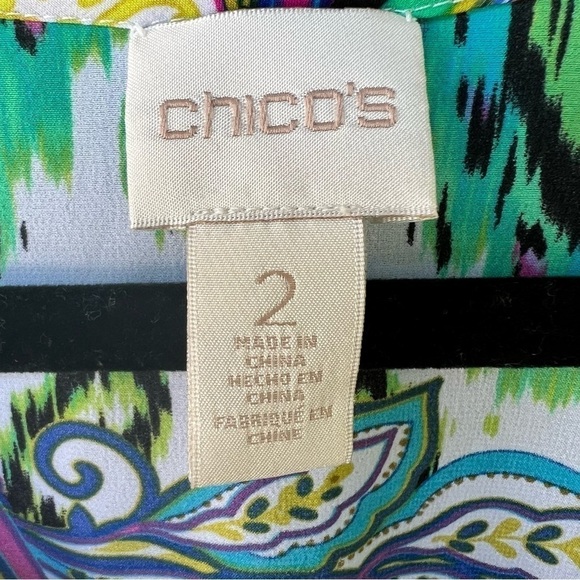 chico's
2
MADE IN
CHINA
HECHO EN
CHINA
FABRIQUÉ EN
CHINE